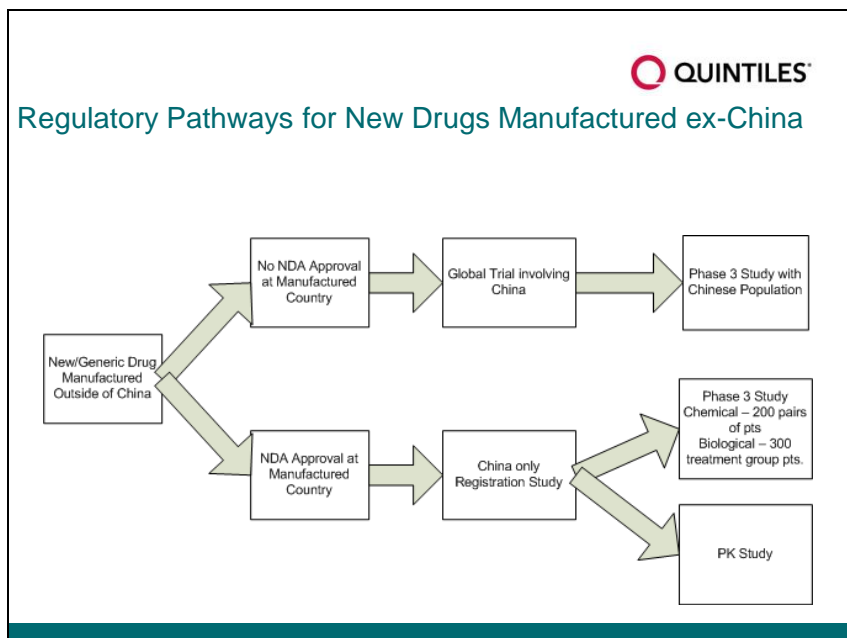 QUINTILES
Regulatory Pathways for New Drugs Manufactured ex-China
No NDA Approval
at Manufactured
Country
Global Trial involving
China
Phase 3 Study with
Chinese Population
New/Generic Drug
Manufactured
Outside of China
NDA Approval at
Manufactured
Country
China only
Registration Study
Phase 3 Study
Chemical – 200 pairs
of pts
Biological – 300
treatment group pts.
PK Study